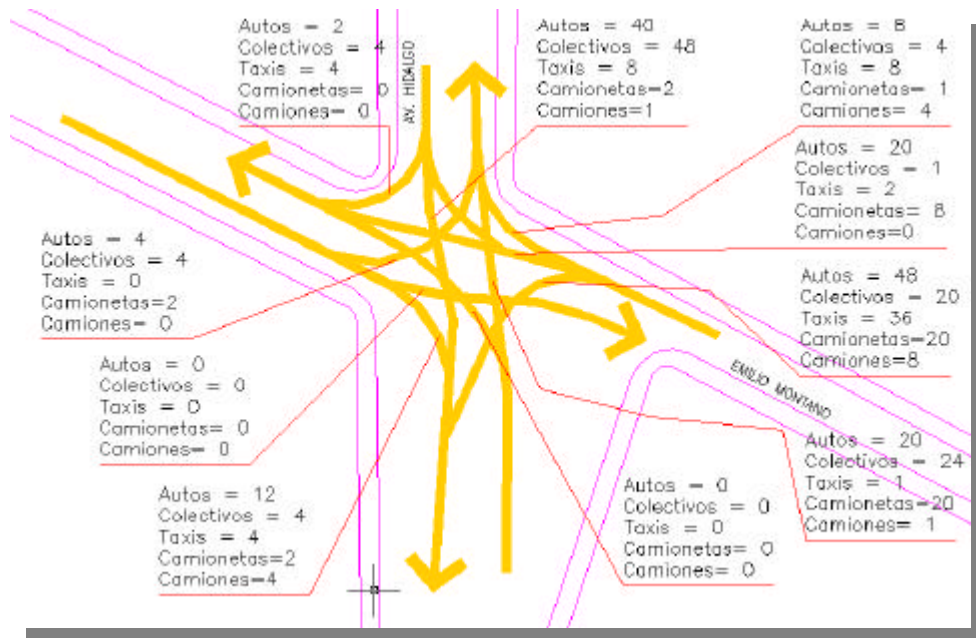 Autos = 2
Colectivos = 4
Taxis = 4
Camionetas= 0
Camiones= 0
AV. HIDALGO
Autos = 40
Colectivos = 48
Taxis = 8
Camionetas=2
Camiones=1
Autos = 8
Colectivos = 4
Taxis = 8
Camionetas= 1
Camiones= 4
Autos = 20
Colectivos = 1
Taxis = 2
Camionetas= 8
Camiones=0
Autos = 4
Colectivos = 4
Taxis = 0
Camionetas=2
Camiones= 0
Autos = 48
Colectivos = 20
Taxis = 36
Camionetas=20
Camiones=8
Autos = 0
Colectivos = 0
Taxis = 0
Camionetas= 0
Camiones= 0
EMILIO MONTANO
Autos = 20
Colectivos = 24
Taxis = 1
Camionetas=20
Camiones= 1
Autos = 12
Colectivos = 4
Taxis = 4
Camionetas=2
Camiones=4
Autos = 0
Colectivos = 0
Taxis = 0
Camionetas= 0
Camiones= 0